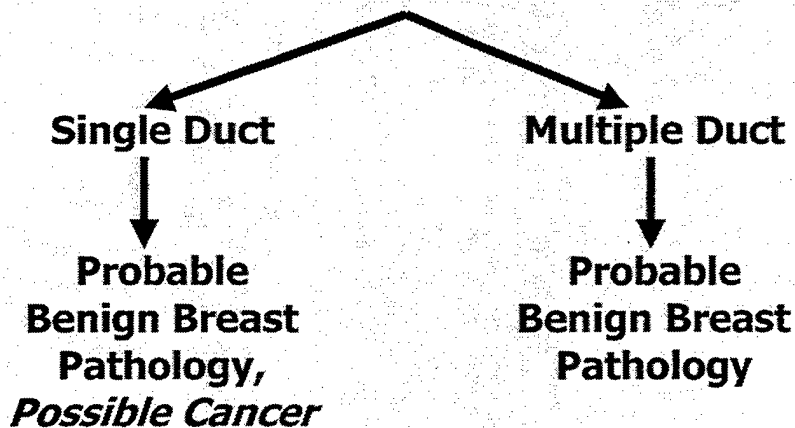 Single Duct
Multiple Duct
Probable
Benign Breast
Pathology,
Possible Cancer
Probable
Benign Breast
Pathology